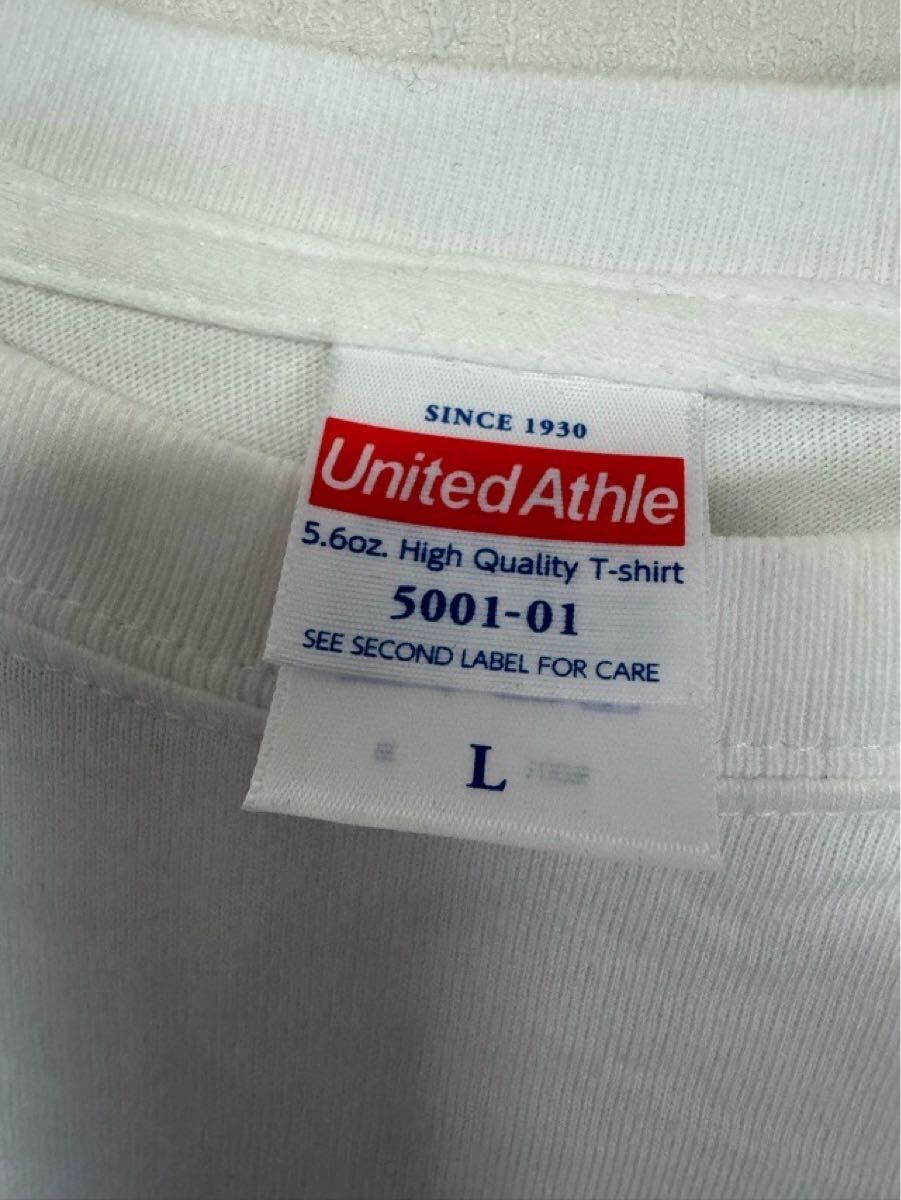 SINCE 1930
United Athle
5.6oz. High Quality T-shirt
5001-01
SEE SECOND LABEL FOR CARE
L